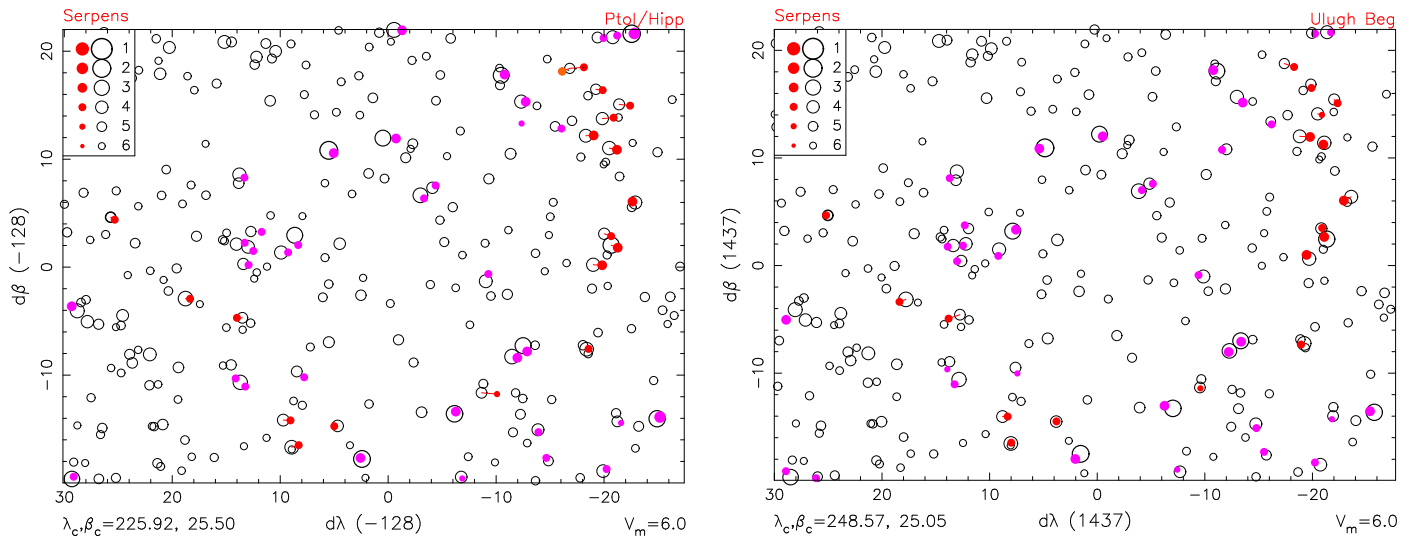 Serpens Ptol/Hipp
1
2
3
4
5
6
20
10
0
-10
dβ (-128)
30 20 10 0 -10 -20
λc,βc=225.92, 25.50 dλ (-128) Vm=6.0
Serpens Ulugh Beg
1
2
3
4
5
6
20
10
0
-10
dβ (1437)
30 20 10 0 -10 -20
λc,βc=248.57, 25.05 dλ (1437) Vm=6.0